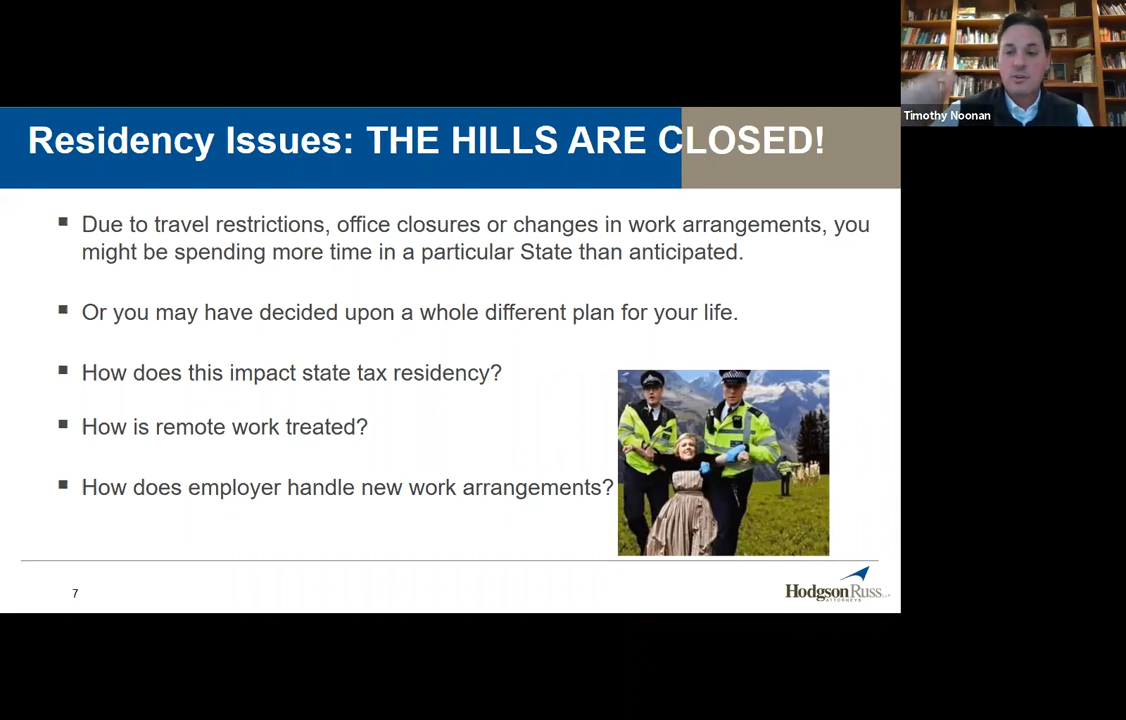 Timothy Noonan
Residency Issues: THE HILLS ARE CLOSED!
Due to travel restrictions, office closures or changes in work arrangements, you
might be spending more time in a particular State than anticipated.
Or you may have decided upon a whole different plan for your life.
How does this impact state tax residency?
How is remote work treated?
How does employer handle new work arrangements?
7
HodgsonRuss LLP
ATTORNEYS